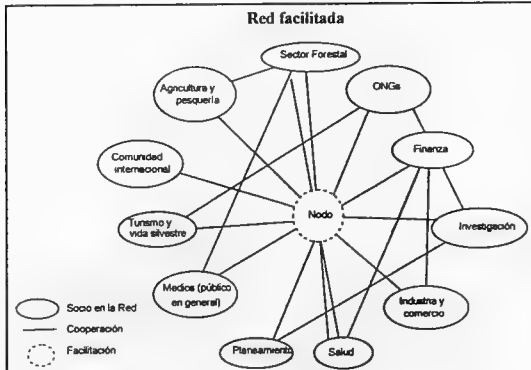 Red facilitada
Sector Forestal
Agricultura y
pesquería
ONGs
Finanza
Comunidad
internacional
Nodo
Turismo y
vida silvestre
Investigación
Medios (público
en general)
Industria y
comercio
Planeamiento
Salud
Socio en la Red
Cooperación
Facilitación